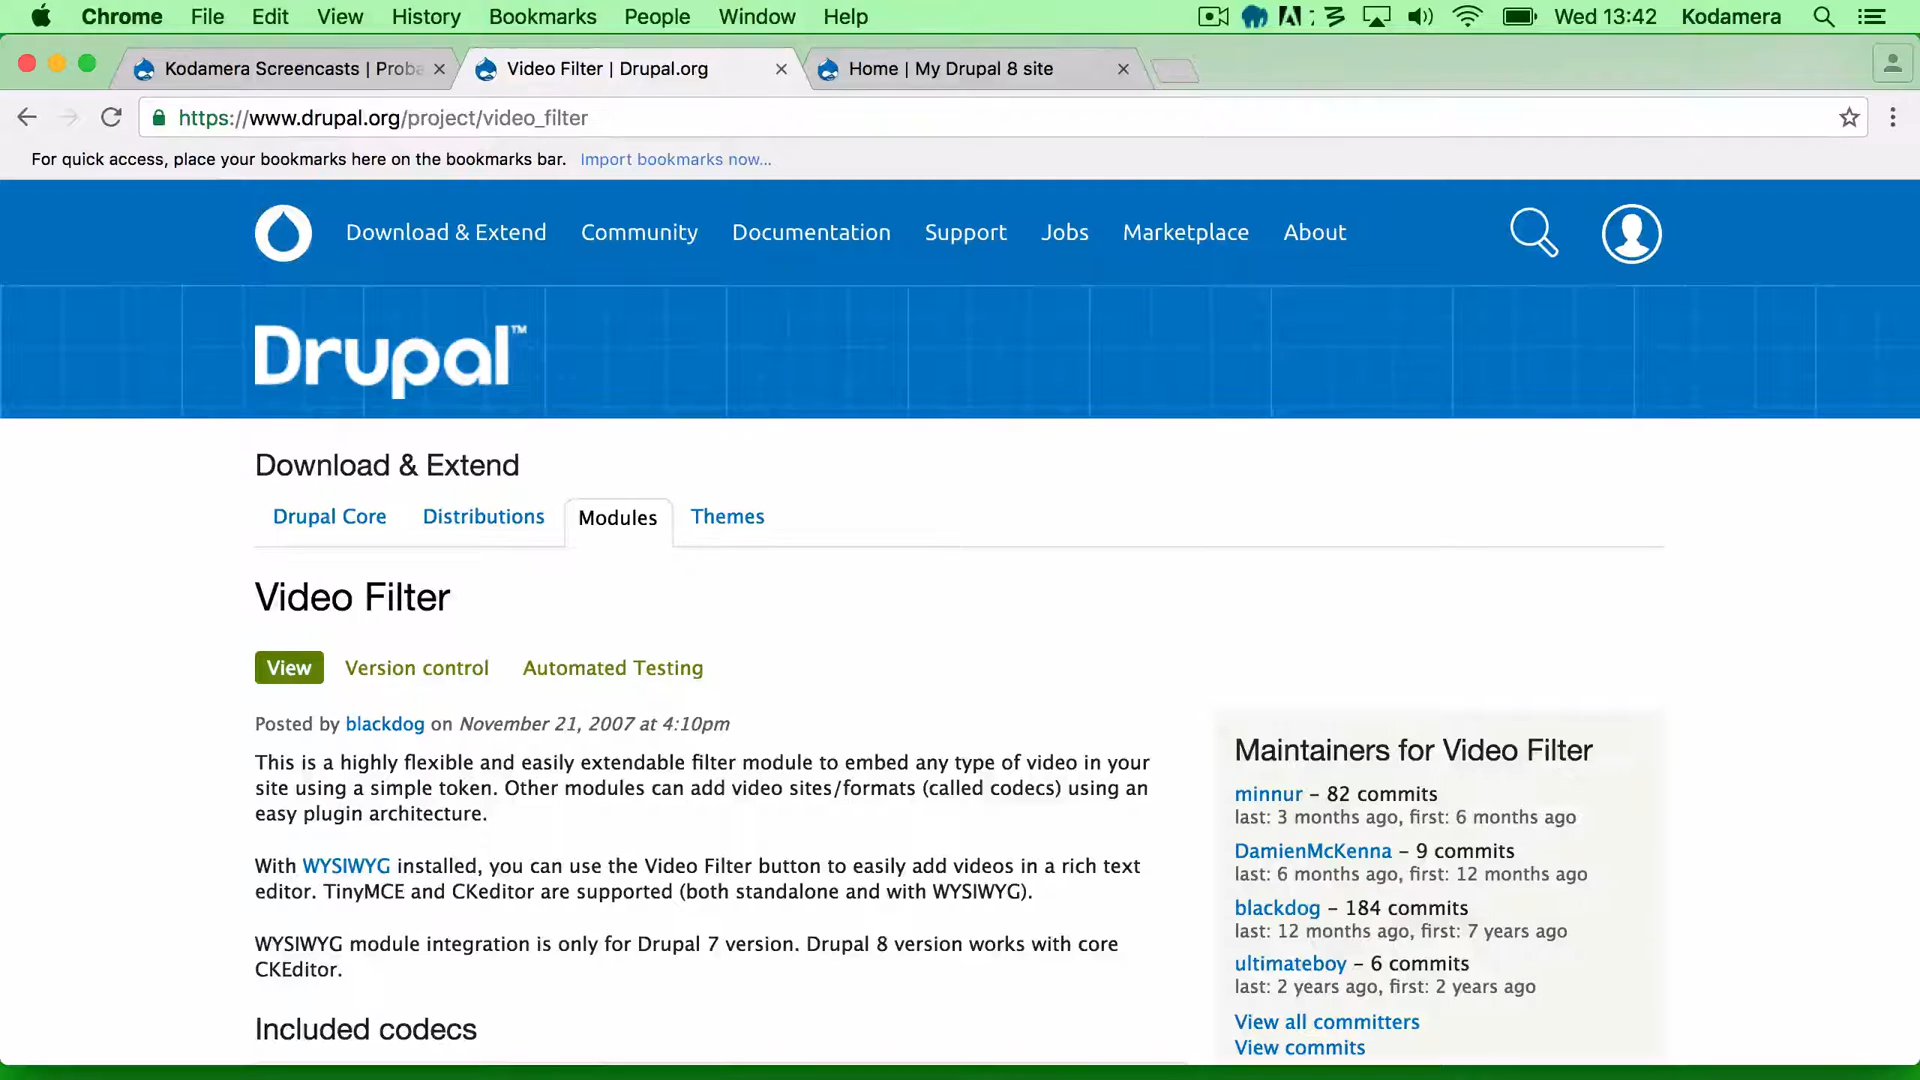 Chrome File Edit View History Bookmarks People Window Help Wed 13:42 Kodamera
Kodamera Screencasts | Proba
Video Filter | Drupal.org
Home | My Drupal 8 site
https://www.drupal.org/project/video_filter
For quick access, place your bookmarks here on the bookmarks bar. Import bookmarks now...
Download & Extend Community Documentation Support Jobs Marketplace About
Drupal™
Download & Extend
Drupal Core Distributions Modules Themes
Video Filter
View Version control Automated Testing
Posted by blackdog on November 21, 2007 at 4:10pm
This is a highly flexible and easily extendable filter module to embed any type of video in your
site using a simple token. Other modules can add video sites/formats (called codecs) using an
easy plugin architecture.
With WYSIWYG installed, you can use the Video Filter button to easily add videos in a rich text
editor. TinyMCE and CKeditor are supported (both standalone and with WYSIWYG).
WYSIWYG module integration is only for Drupal 7 version. Drupal 8 version works with core
CKEditor.
Included codecs
Maintainers for Video Filter
minnur – 82 commits
last: 3 months ago, first: 6 months ago
DamienMcKenna – 9 commits
last: 6 months ago, first: 12 months ago
blackdog – 184 commits
last: 12 months ago, first: 7 years ago
ultimateboy – 6 commits
last: 2 years ago, first: 2 years ago
View all committers
View commits